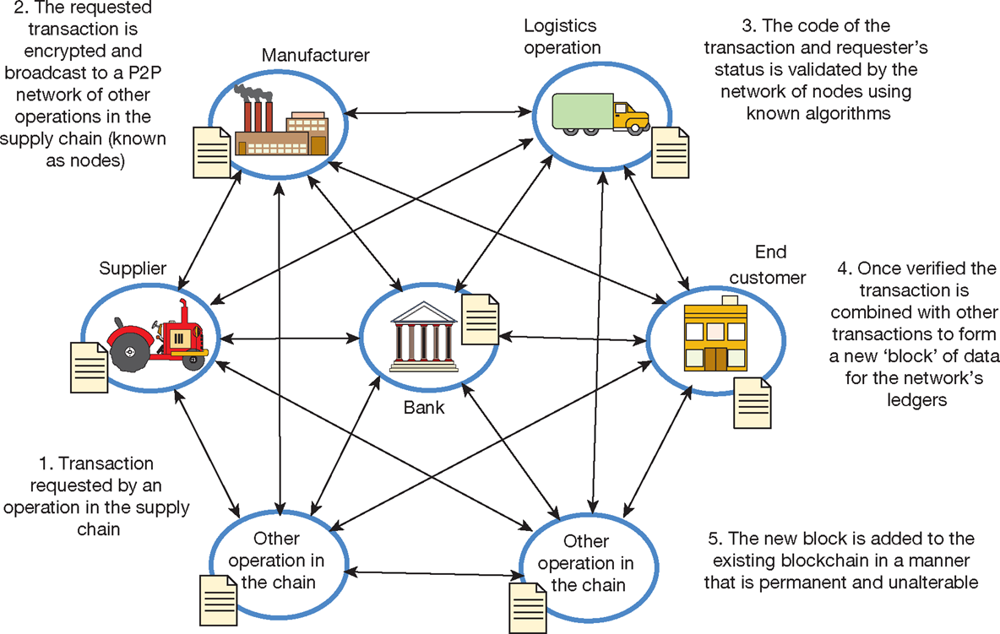 2. The requested
transaction is
encrypted and
broadcast to a P2P
network of other
operations in the
supply chain (known
as nodes)
Manufacturer
Logistics
operation
3. The code of the
transaction and requester’s
status is validated by the
network of nodes using
known algorithms
Supplier
Bank
End
customer
4. Once verified the
transaction is
combined with other
transactions to form
a new ‘block’ of data
for the network’s
ledgers
1. Transaction
requested by an
operation in the supply
chain
Other
operation in
the chain
Other
operation in
the chain
5. The new block is added to the
existing blockchain in a manner
that is permanent and unalterable